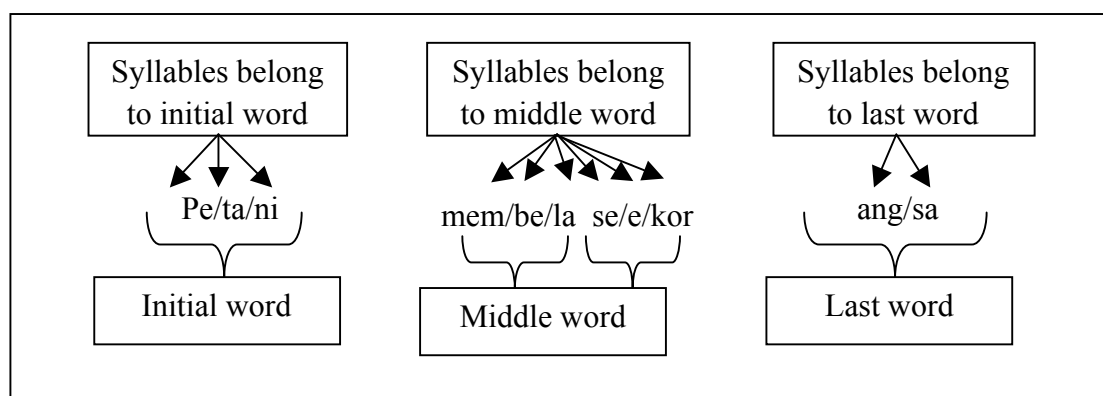 Syllables belong
to initial word
Syllables belong
to middle word
Syllables belong
to last word
Pe/ta/ni
mem/be/la se/e/kor
ang/sa
Initial word
Middle word
Last word